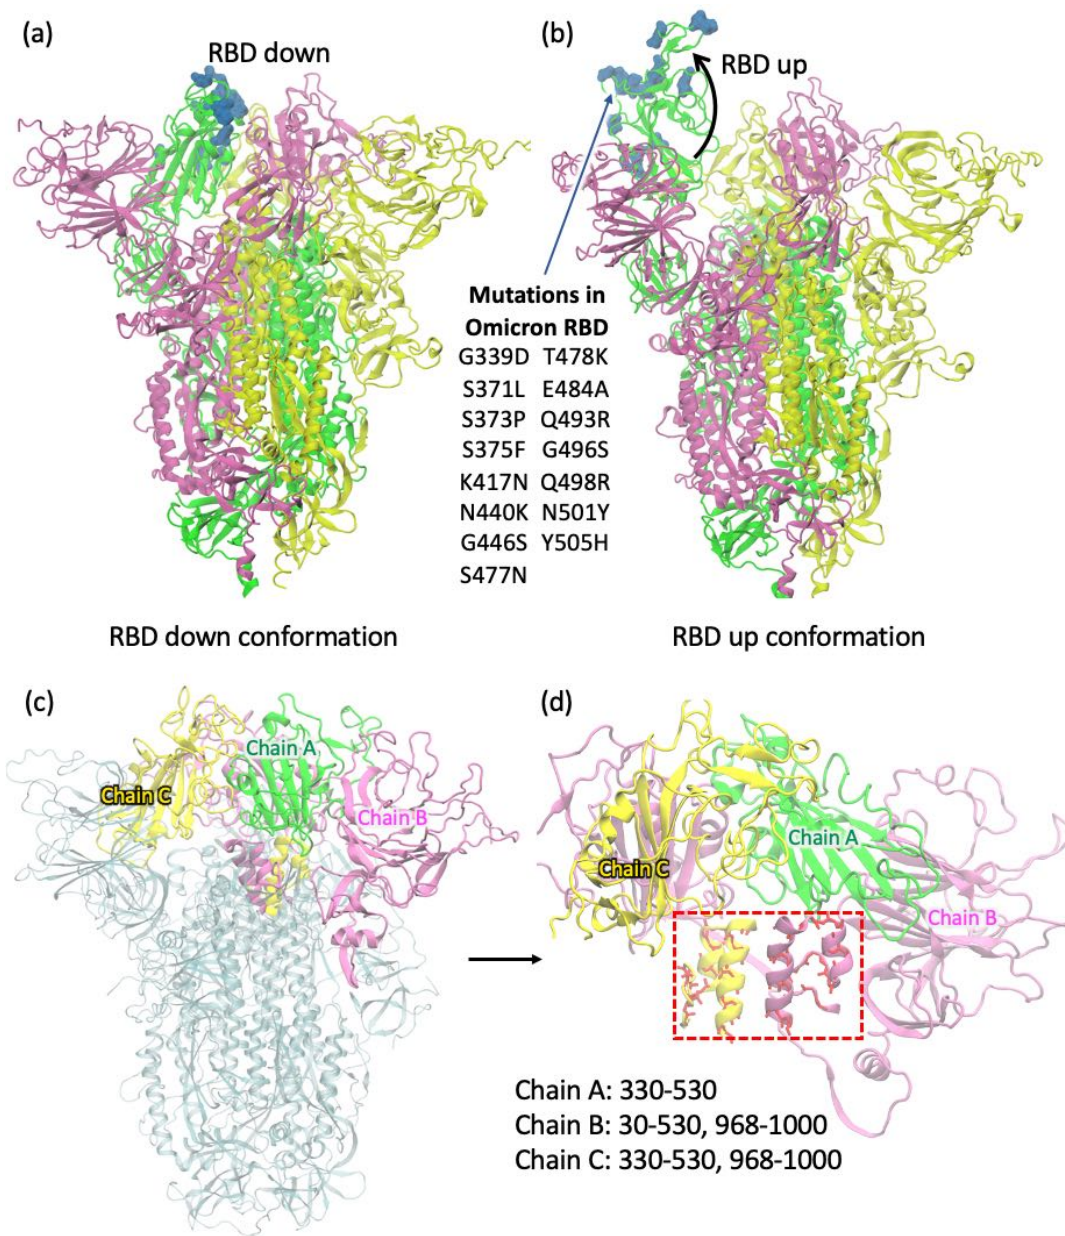 (a)
RBD down
(b)
RBD up
Mutations in
Omicron RBD
G339D T478K
S371L E484A
S373P Q493R
S375F G496S
K417N Q498R
N440K N501Y
G446S Y505H
S477N
RBD down conformation
RBD up conformation
(c)
Chain A
Chain C
Chain B
(d)
Chain A
Chain C
Chain B
Chain A: 330-530
Chain B: 30-530, 968-1000
Chain C: 330-530, 968-1000